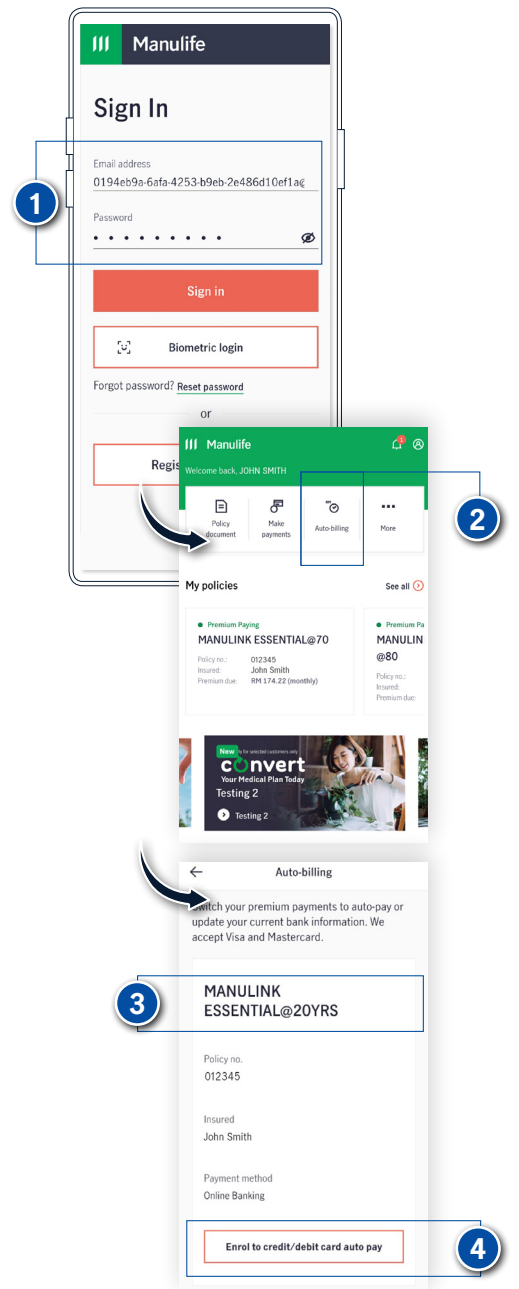 Manulife
Sign In
Email address
0194eb9a-6afa-4253-b9eb-2e486d10ef1a
1
Password
Sign in
Biometric login
Forgot password? Reset password
or
Manulife
1
Welcome back, JOHN SMITH
2
Policy document
Make payments
Auto-billing
More
My policies
See all
Premium Paying
MANULINK ESSENTIAL@70
Policy no.: 012345
Insured: John Smith
Premium due: RM 174.22 (monthly)
Premium Pa
MANULIN
@80
Policy no.:
Insured:
Premium due:
New
for selected customers only
convert
Your Medical Plan Today
Testing 2
Testing 2
Auto-billing
Switch your premium payments to auto-pay or
update your current bank information. We
accept Visa and Mastercard.
3
MANULINK
ESSENTIAL@20YRS
Policy no.
012345
Insured
John Smith
Payment method
Online Banking
Enrol to credit/debit card auto pay
4